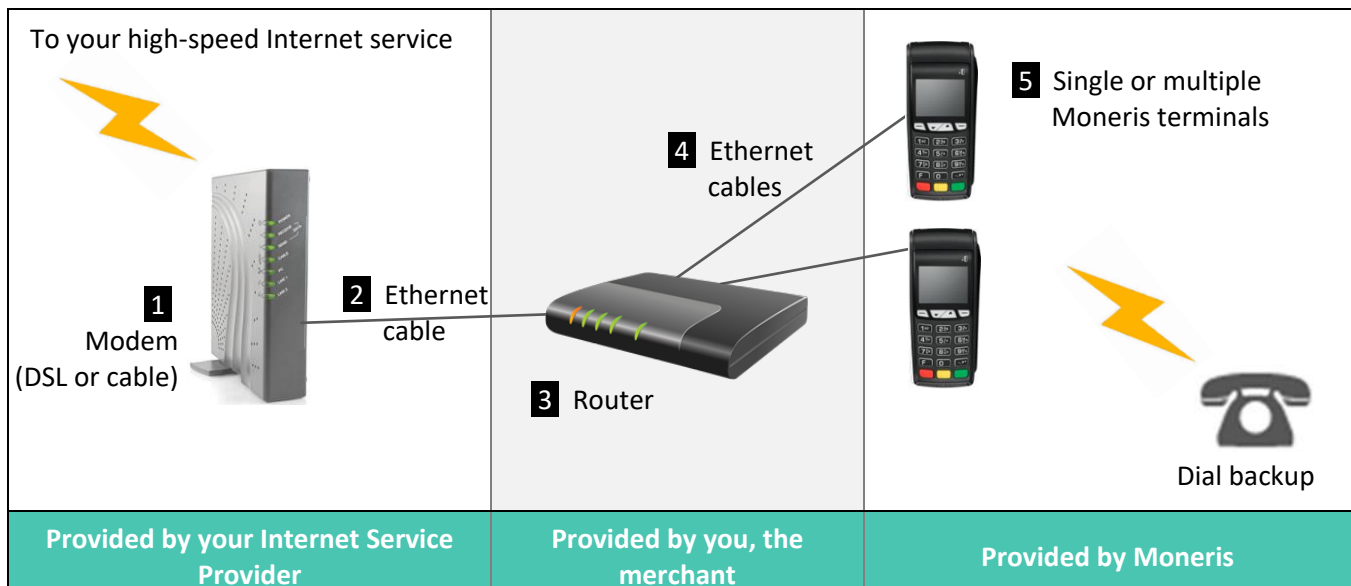 To your high-speed Internet service
1
Modem
(DSL or cable)
2 Ethernet
cable
3 Router
4 Ethernet
cables
5 Single or multiple
Moneris terminals
Dial backup
Provided by your Internet Service
Provider
Provided by you, the
merchant
Provided by Moneris